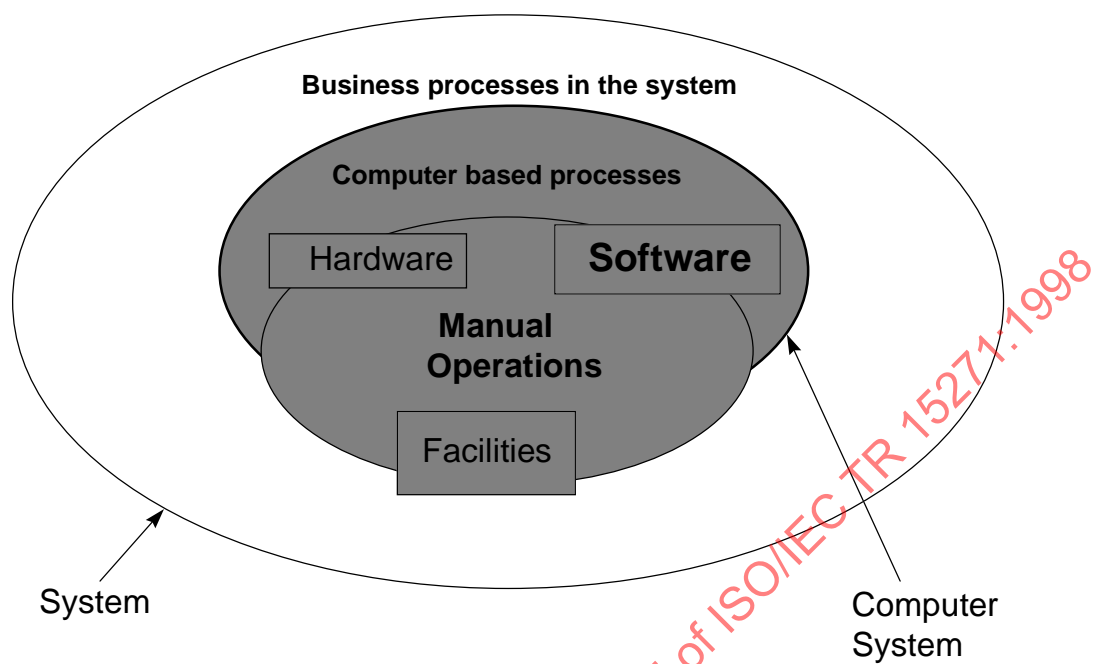 Business processes in the system
Computer based processes
Hardware
Software
Manual
Operations
Facilities
System
Computer
System
of ISO/IEC TR 15271:1998